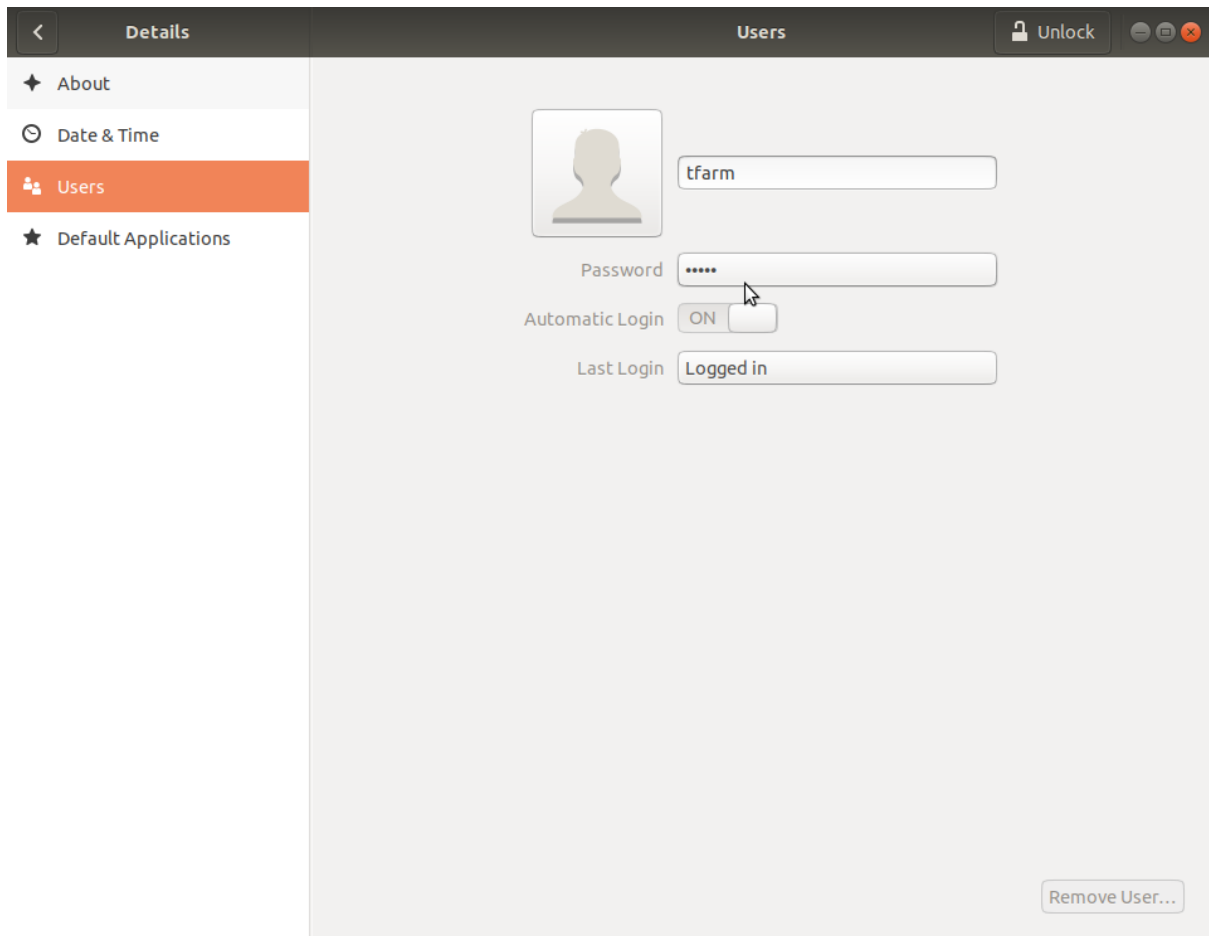 Details
Users
Unlock
About
Date & Time
Users
Default Applications
tfarm
Password •••••
Automatic Login ON
Last Login Logged in
Remove User...